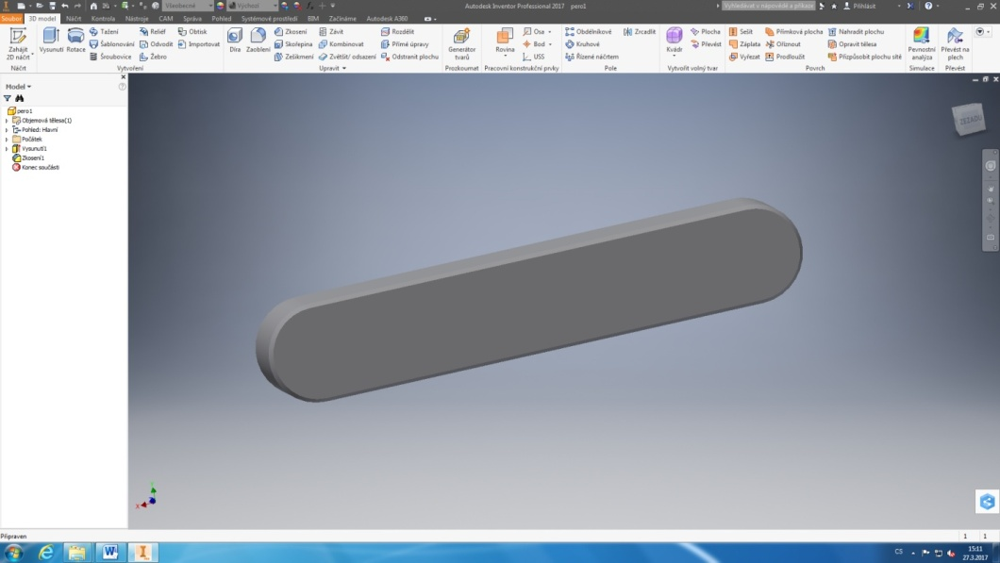 Všeobecné
Výchozí
Autodesk Inventor Professional 2017 pero1
Vyhledávat v nápovědě a příkaze
Přihlásit
Soubor 3D model Náčrt Kontrola Nástroje CAM Správa Pohled Systémové prostředí BIM Začínáme Autodesk A360
Zahájit
2D náčrt
Náčrt
Vysunutí
Rotace
Tažení
Šablonování
Šroubovice
Reliéf
Odvodit
Žebro
Obtisk
Importovat
Vytvoření
Díra
Zaoblení
Zkosení
Skořepina
Zešikmení
Závit
Kombinovat
Zvětšit/ odsazení
Rozdělit
Přímé úpravy
Odstranit plochu
Upravit
Generátor
tvarů
Prozkoumat
Rovina
Osa
Bod
USS
Pracovní konstrukční prvky
Obdélníkové
Kruhové
Řízené náčrtem
Zrcadlit
Pole
Kvádr
Plocha
Převést
Vytvořit volný tvar
Sešít
Záplata
Vyřezat
Přímková plocha
Oříznout
Prodloužit
Nahradit plochu
Opravit tělesa
Přizpůsobit plochu sítě
Povrch
Pevnostní
analýza
Simulace
Převést na
plech
Převést
Model
pero1
Objemová tělesa(1)
Pohled: Hlavní
Počátek
Vysunutí1
Zkosení1
Konec součásti
ZEZADU
Připraven
1 1
CS
15:11
27.3.2017